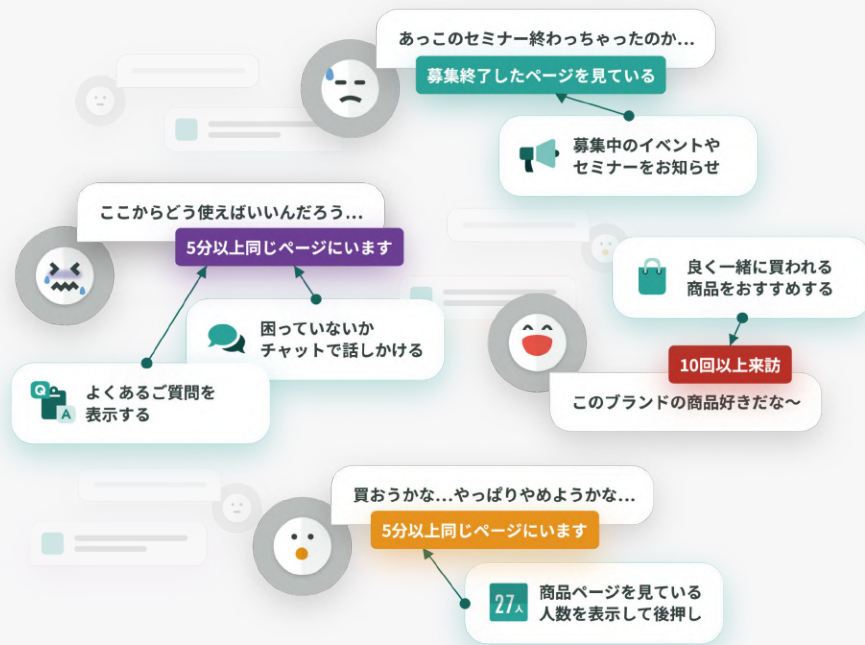 あっこのセミナー終わっちゃったのか...
募集終了したページを見ている
募集中のイベントや
セミナーをお知らせ
ここからどう使えばいいんだろう...
5分以上同じページにいます
困っていないか
チャットで話しかける
Q
A
よくあるご質問を
表示する
良く一緒に買われる
商品をおすすめする
10回以上来訪
このブランドの商品好きだな〜
買おうかな...やっぱりやめようかな...
5分以上同じページにいます
27人
商品ページを見ている
人数を表示して後押し